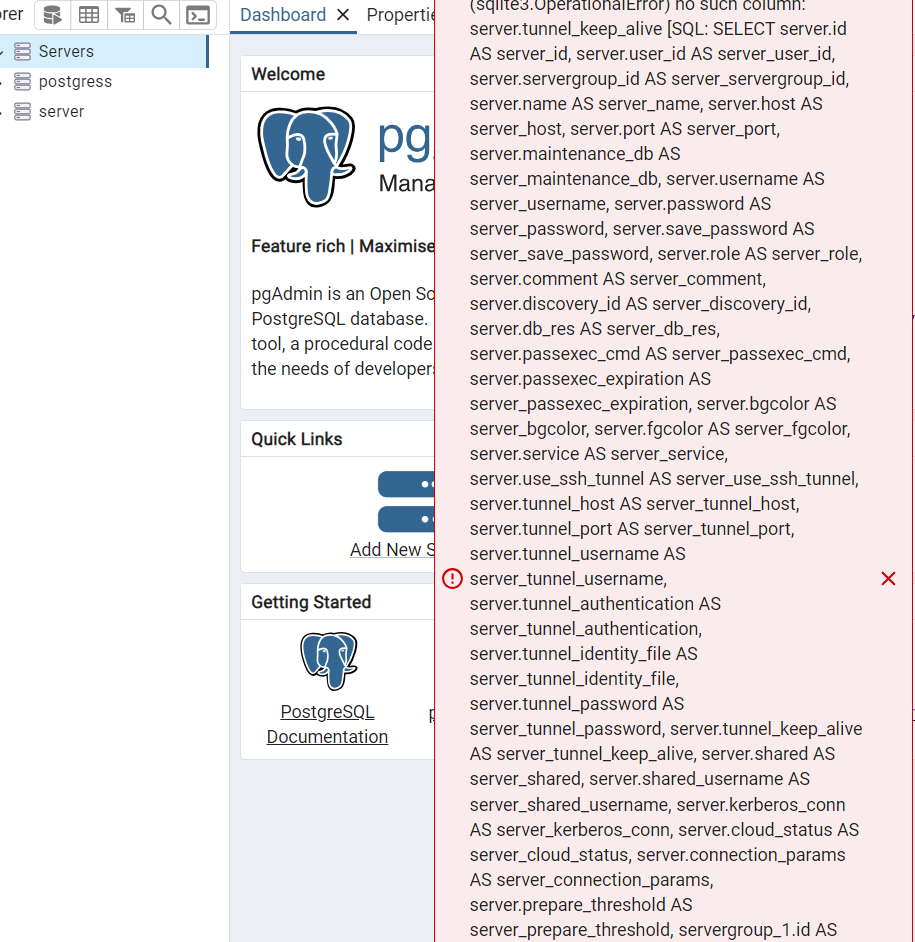 orer
Servers
postgress
server
Dashboard
Propertie
Welcome
pg
Mana
Feature rich | Maximise
pgAdmin is an Open So
PostgreSQL database.
tool, a procedural code
the needs of developers
Quick Links
Add New S
Getting Started
PostgreSQL
Documentation
p
(sqlite3.OperationalError) no such column:
server.tunnel_keep_alive [SQL: SELECT server.id
AS server_id, server.user_id AS server_user_id,
server.servergroup_id AS server_servergroup_id,
server.name AS server_name, server.host AS
server_host, server.port AS server_port,
server.maintenance_db AS
server_maintenance_db, server.username AS
server_username, server.password AS
server_password, server.save_password AS
server_save_password, server.role AS server_role,
server.comment AS server_comment,
server.discovery_id AS server_discovery_id,
server.db_res AS server_db_res,
server.passexec_cmd AS server_passexec_cmd,
server.passexec_expiration AS
server_passexec_expiration, server.bgcolor AS
server_bgcolor, server.fgcolor AS server_fgcolor,
server.service AS server_service,
server.use_ssh_tunnel AS server_use_ssh_tunnel,
server.tunnel_host AS server_tunnel_host,
server.tunnel_port AS server_tunnel_port,
server.tunnel_username AS
server_tunnel_username,
server.tunnel_authentication AS
server_tunnel_authentication,
server.tunnel_identity_file AS
server_tunnel_identity_file,
server.tunnel_password AS
server_tunnel_password, server.tunnel_keep_alive
AS server_tunnel_keep_alive, server.shared AS
server_shared, server.shared_username AS
server_shared_username, server.kerberos_conn
AS server_kerberos_conn, server.cloud_status AS
server_cloud_status, server.connection_params
AS server_connection_params,
server.prepare_threshold AS
server_prepare_threshold, servergroup_1.id AS